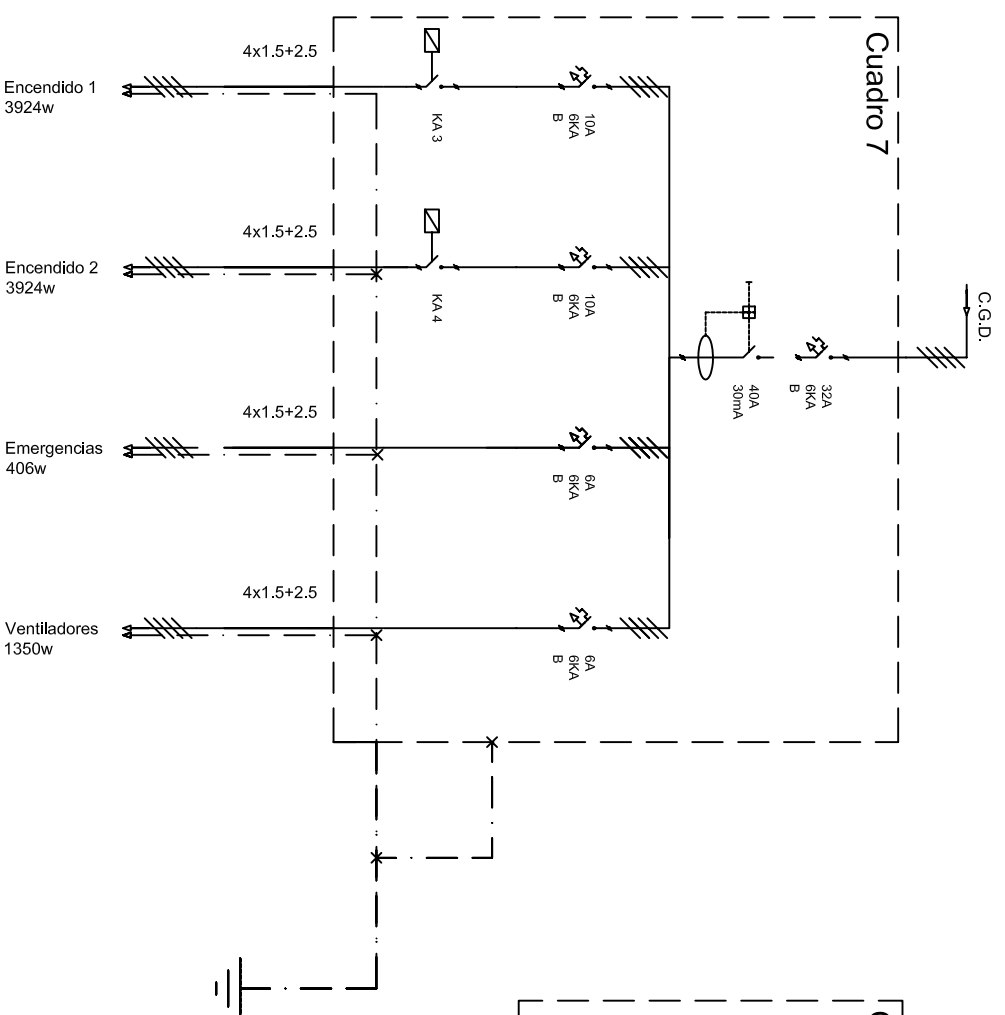 Cuadro 7
C.G.D.
32A
6KA
B
40A
30mA
4x1.5+2.5
Encendido 1
3924w
KA 3
10A
6KA
B
4x1.5+2.5
Encendido 2
3924w
KA 4
10A
6KA
B
4x1.5+2.5
Emergencias
406w
6A
6KA
B
4x1.5+2.5
Ventiladores
1350w
6A
6KA
B